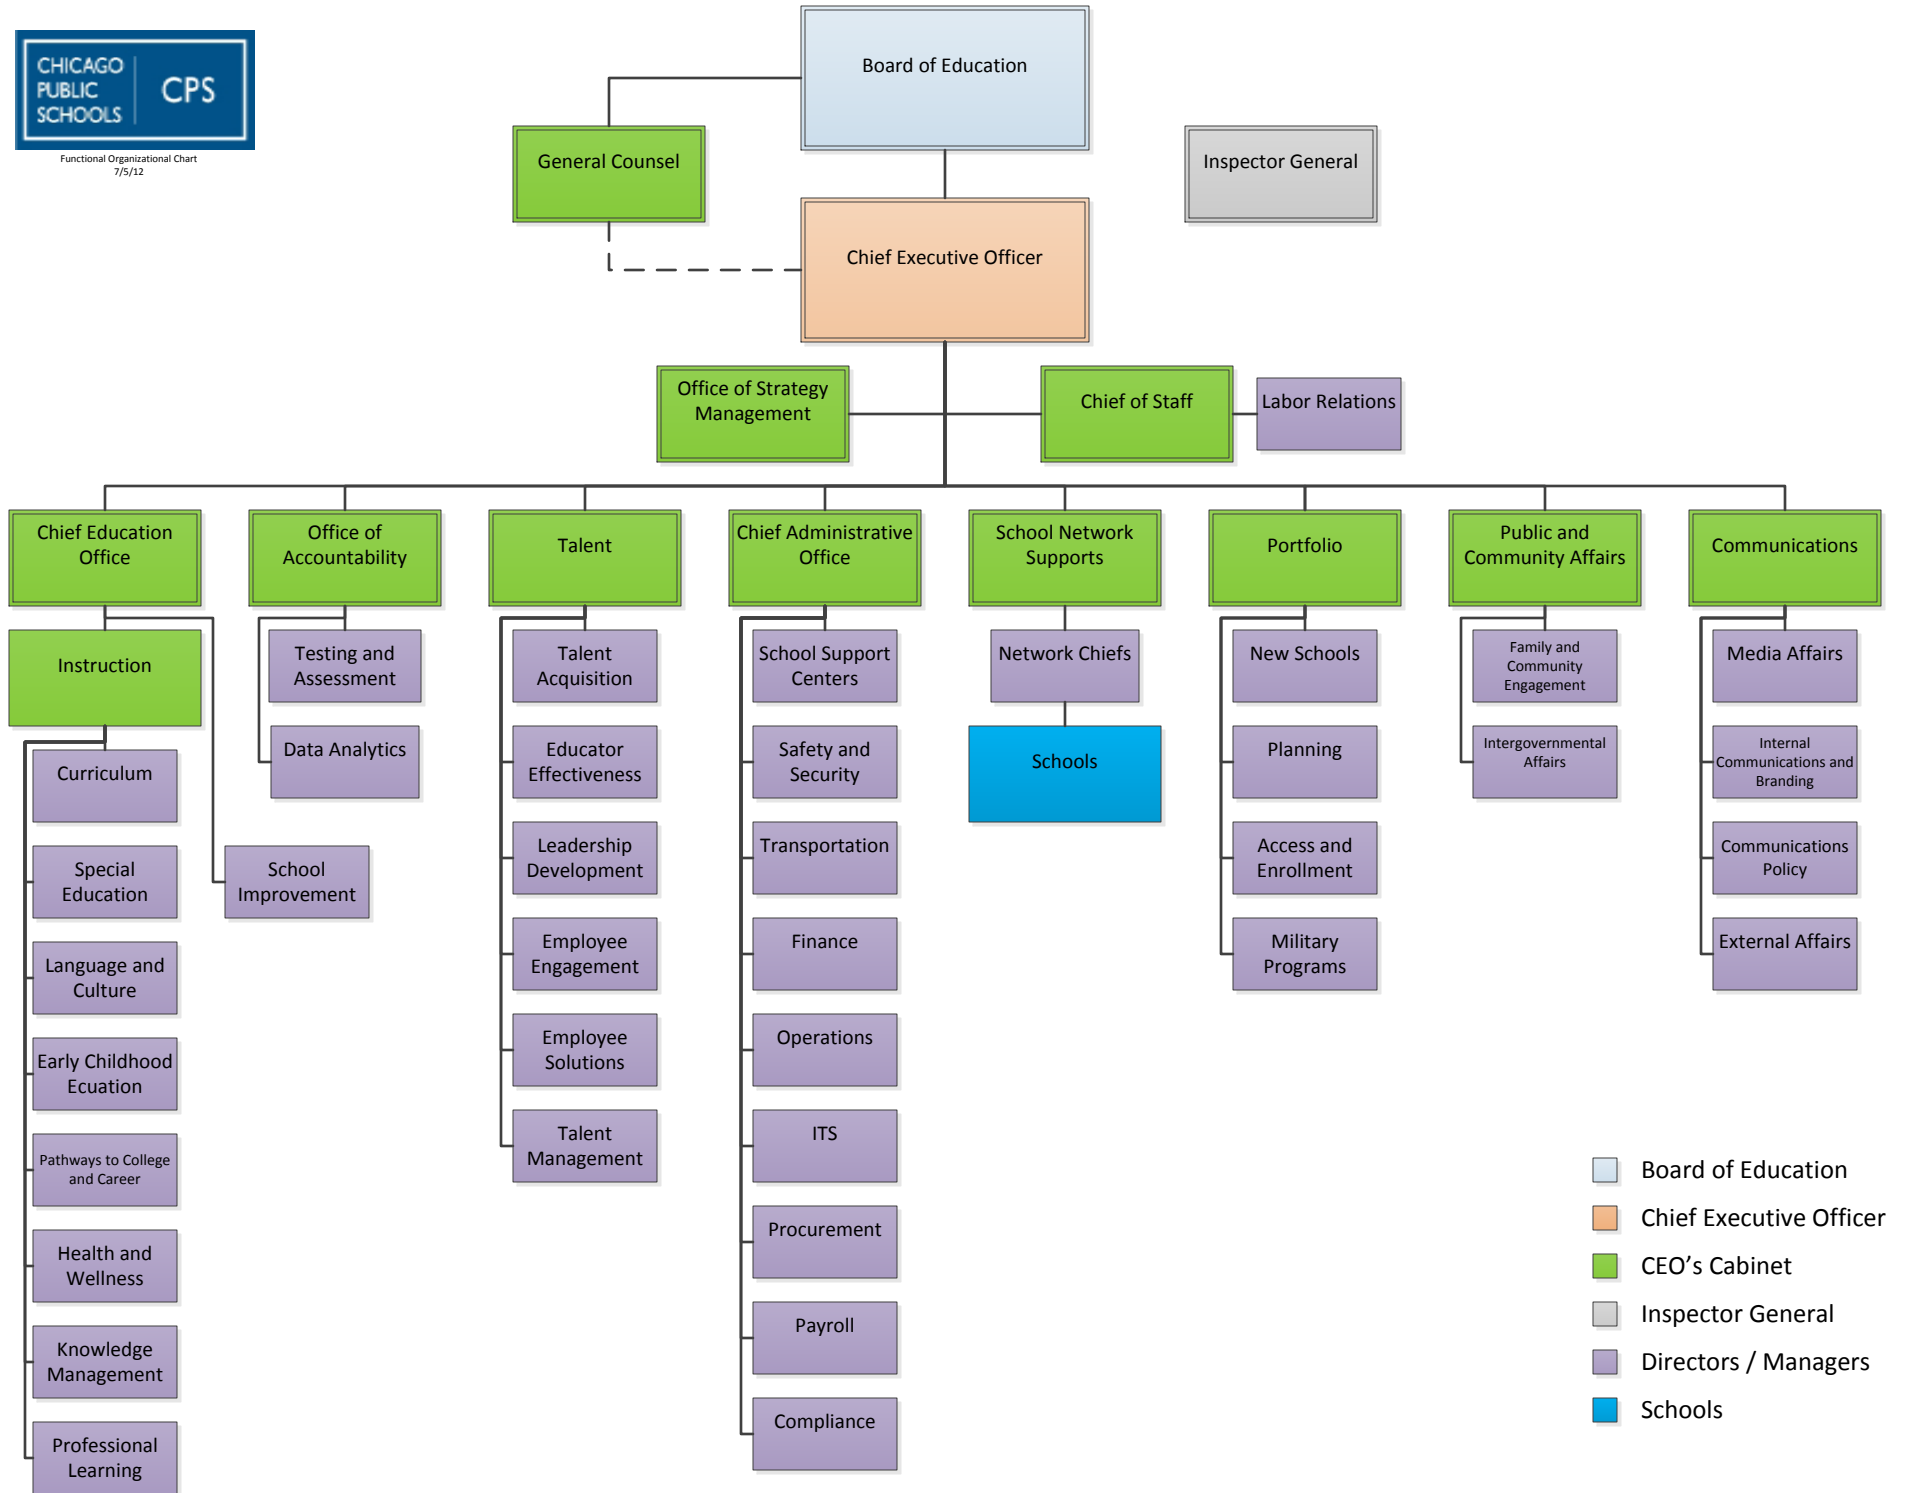 CHICAGO
PUBLIC
SCHOOLS
CPS
Functional Organizational Chart
7/5/12
Board of Education
General Counsel
Inspector General
Chief Executive Officer
Office of Strategy
Management
Chief of Staff
Labor Relations
Chief Education
Office
Office of
Accountability
Talent
Chief Administrative
Office
School Network
Supports
Portfolio
Public and
Community Affairs
Communications
Instruction
Curriculum
Special
Education
Language and
Culture
Early Childhood
Ecuation
Pathways to College
and Career
Health and
Wellness
Knowledge
Management
Professional
Learning
School
Improvement
Testing and
Assessment
Data Analytics
Talent
Acquisition
Educator
Effectiveness
Leadership
Development
Employee
Engagement
Employee
Solutions
Talent
Management
School Support
Centers
Safety and
Security
Transportation
Finance
Operations
ITS
Procurement
Payroll
Compliance
Network Chiefs
Schools
New Schools
Planning
Access and
Enrollment
Military
Programs
Family and
Community
Engagement
Intergovernmental
Affairs
Media Affairs
Internal
Communications and
Branding
Communications
Policy
External Affairs
Board of Education
Chief Executive Officer
CEO’s Cabinet
Inspector General
Directors / Managers
Schools